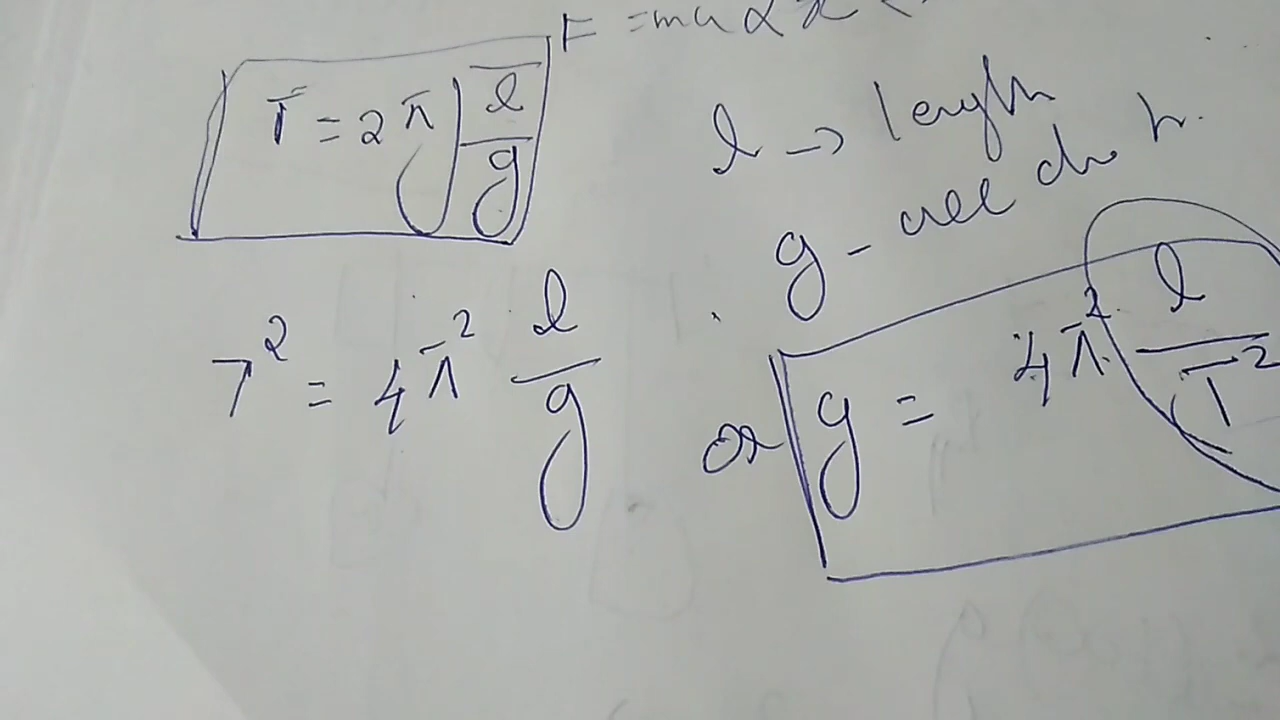 F = ma α x
T = 2π√(l/g)
l → length
g - acc due to
T² = 4π² l/g
or g = 4π² l/T²